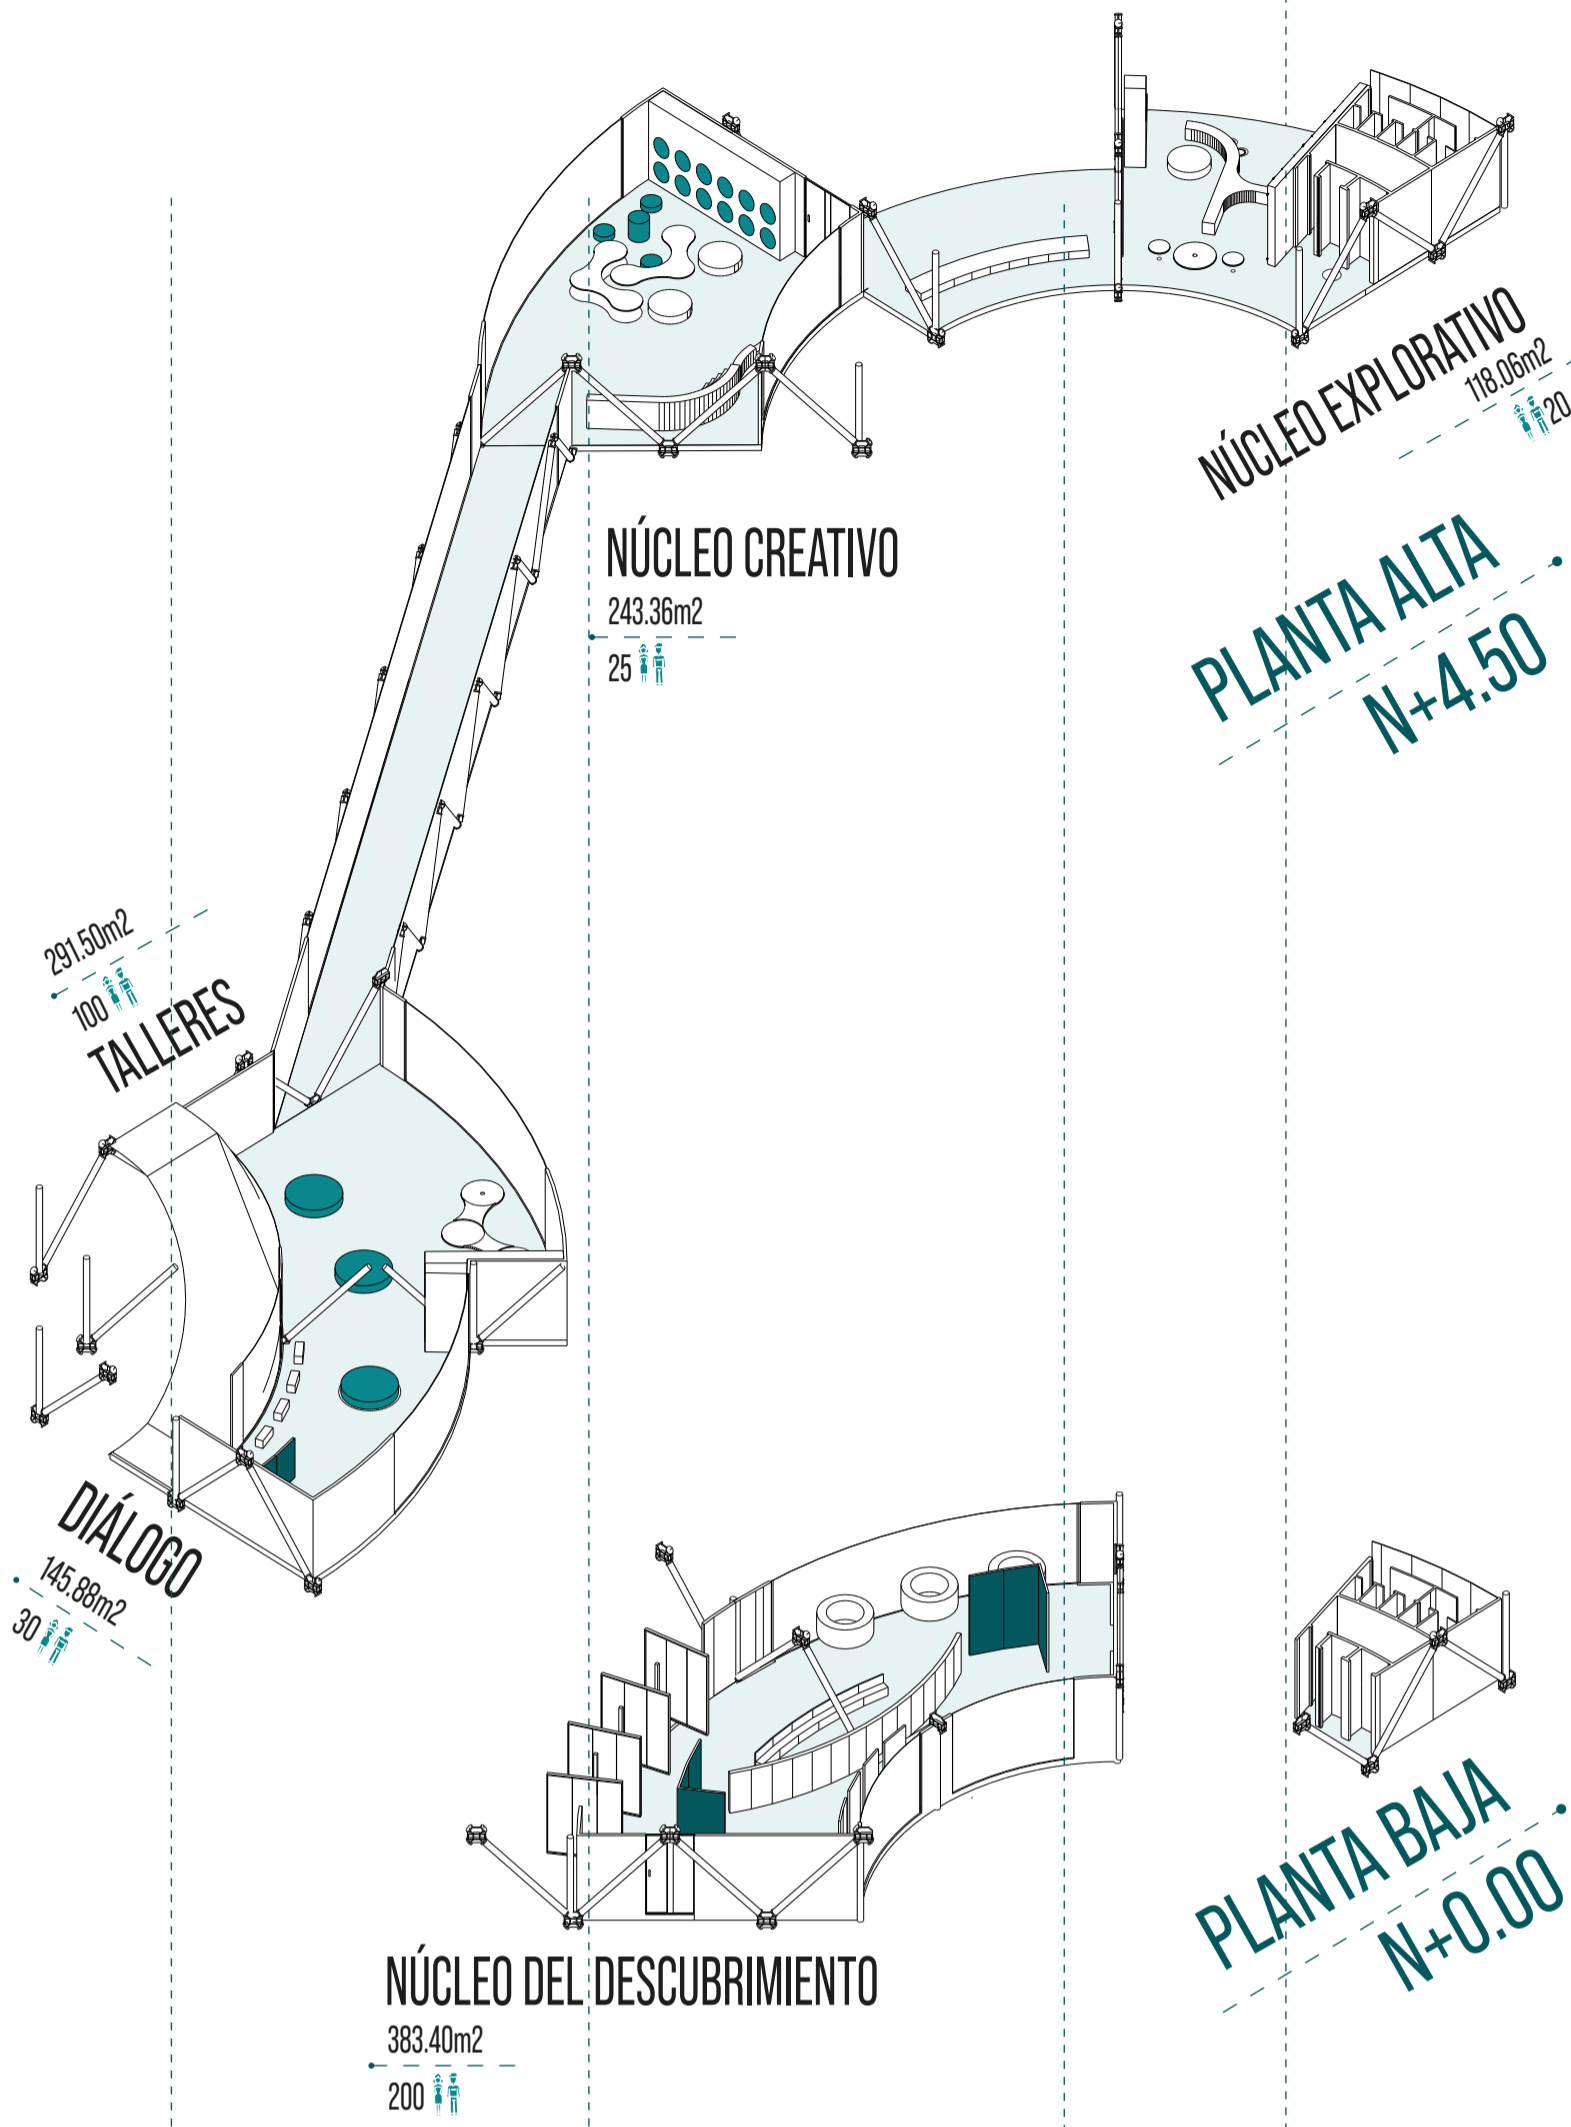 NÚCLEO EXPLORATIVO
118.06m2
20
NÚCLEO CREATIVO
243.36m2
25
PLANTA ALTA
N+4.50
291.50m2
100
TALLERES
DIÁLOGO
145.88m2
30
PLANTA BAJA
N+0.00
NÚCLEO DEL DESCUBRIMIENTO
383.40m2
200